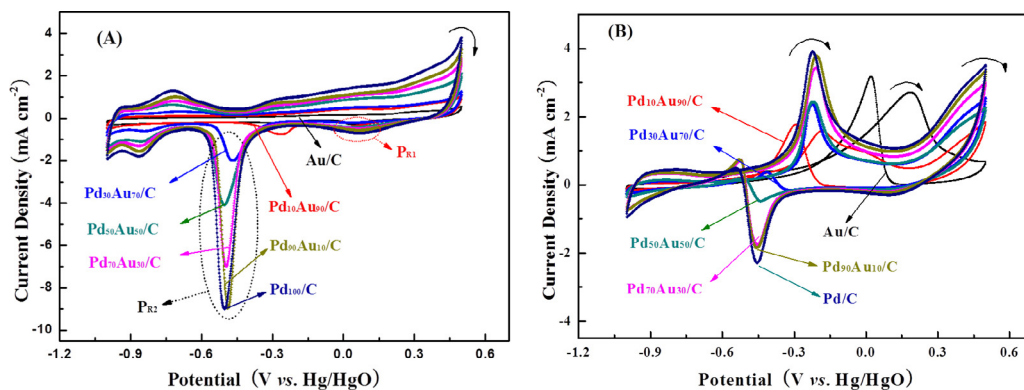 (A)
Current Density (mA cm-2)
4
2
0
-2
-4
-6
-8
-10
-1.2
-0.9
-0.6
-0.3
0.0
0.3
0.6
Potential (V vs. Hg/HgO)
Au/C
PR1
Pd30Au70/C
Pd10Au90/C
Pd50Au50/C
Pd90Au10/C
Pd70Au30/C
PR2
Pd100/C
(B)
Current Density (mA cm-2)
4
2
0
-2
-4
-1.2
-0.9
-0.6
-0.3
0.0
0.3
0.6
Potential (V vs. Hg/HgO)
Pd10Au90/C
Pd30Au70/C
Pd50Au50/C
Au/C
Pd90Au10/C
Pd70Au30/C
Pd/C